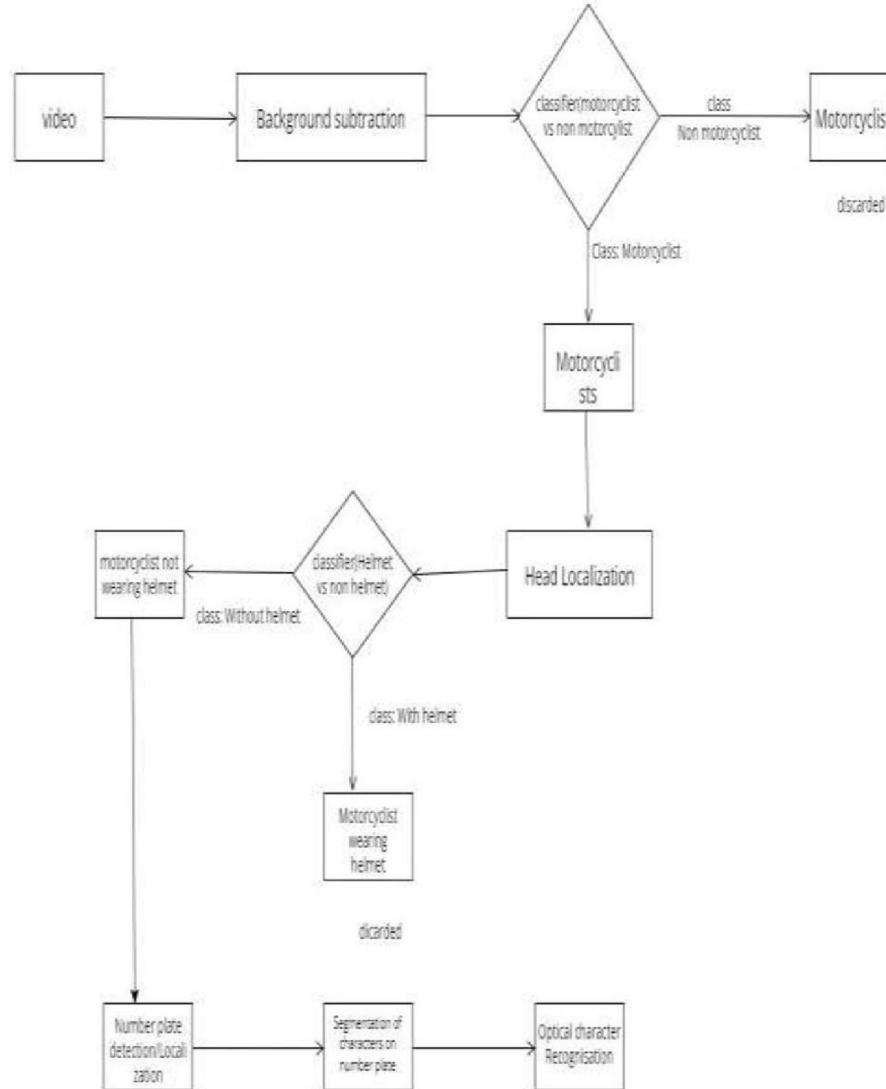 video
Background subtraction
classifier(motorcyclist
vs non motorcylist
class
Non motorcyclist.
Motorcyclist
discarded
Class: Motorcyclist
Motorcycli
sts
Head Localization
classifier(Helmet
vs non helmet)
motorcyclist not
wearing helmet
class: Without helmet
class: With helmet
Motorcyclist
wearing
helmet
dicarded
Number plate
detection/Locali
zation
Segmentation of
characters on
number plate
Optical character
Recognisation